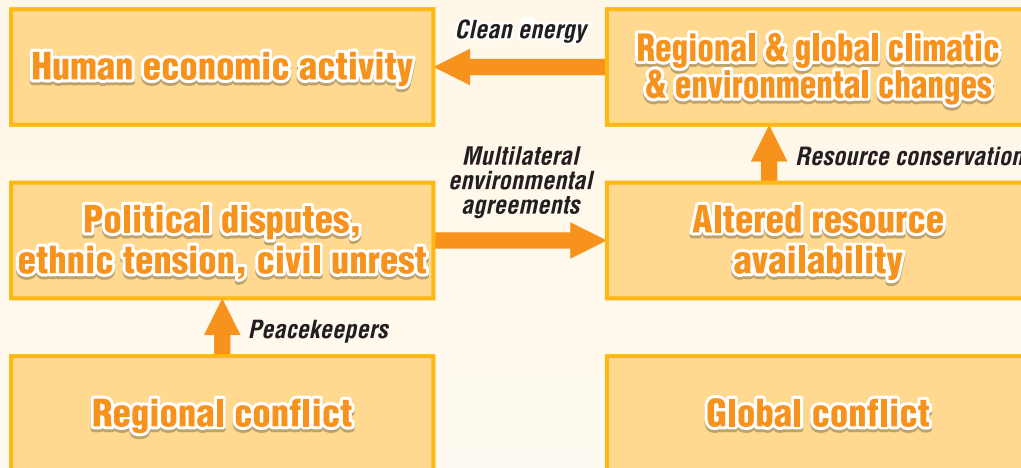 Human economic activity
Clean energy
Regional & global climatic
& environmental changes
Multilateral
environmental
agreements
Resource conservation
Political disputes,
ethnic tension, civil unrest
Altered resource
availability
Peacekeepers
Regional conflict
Global conflict